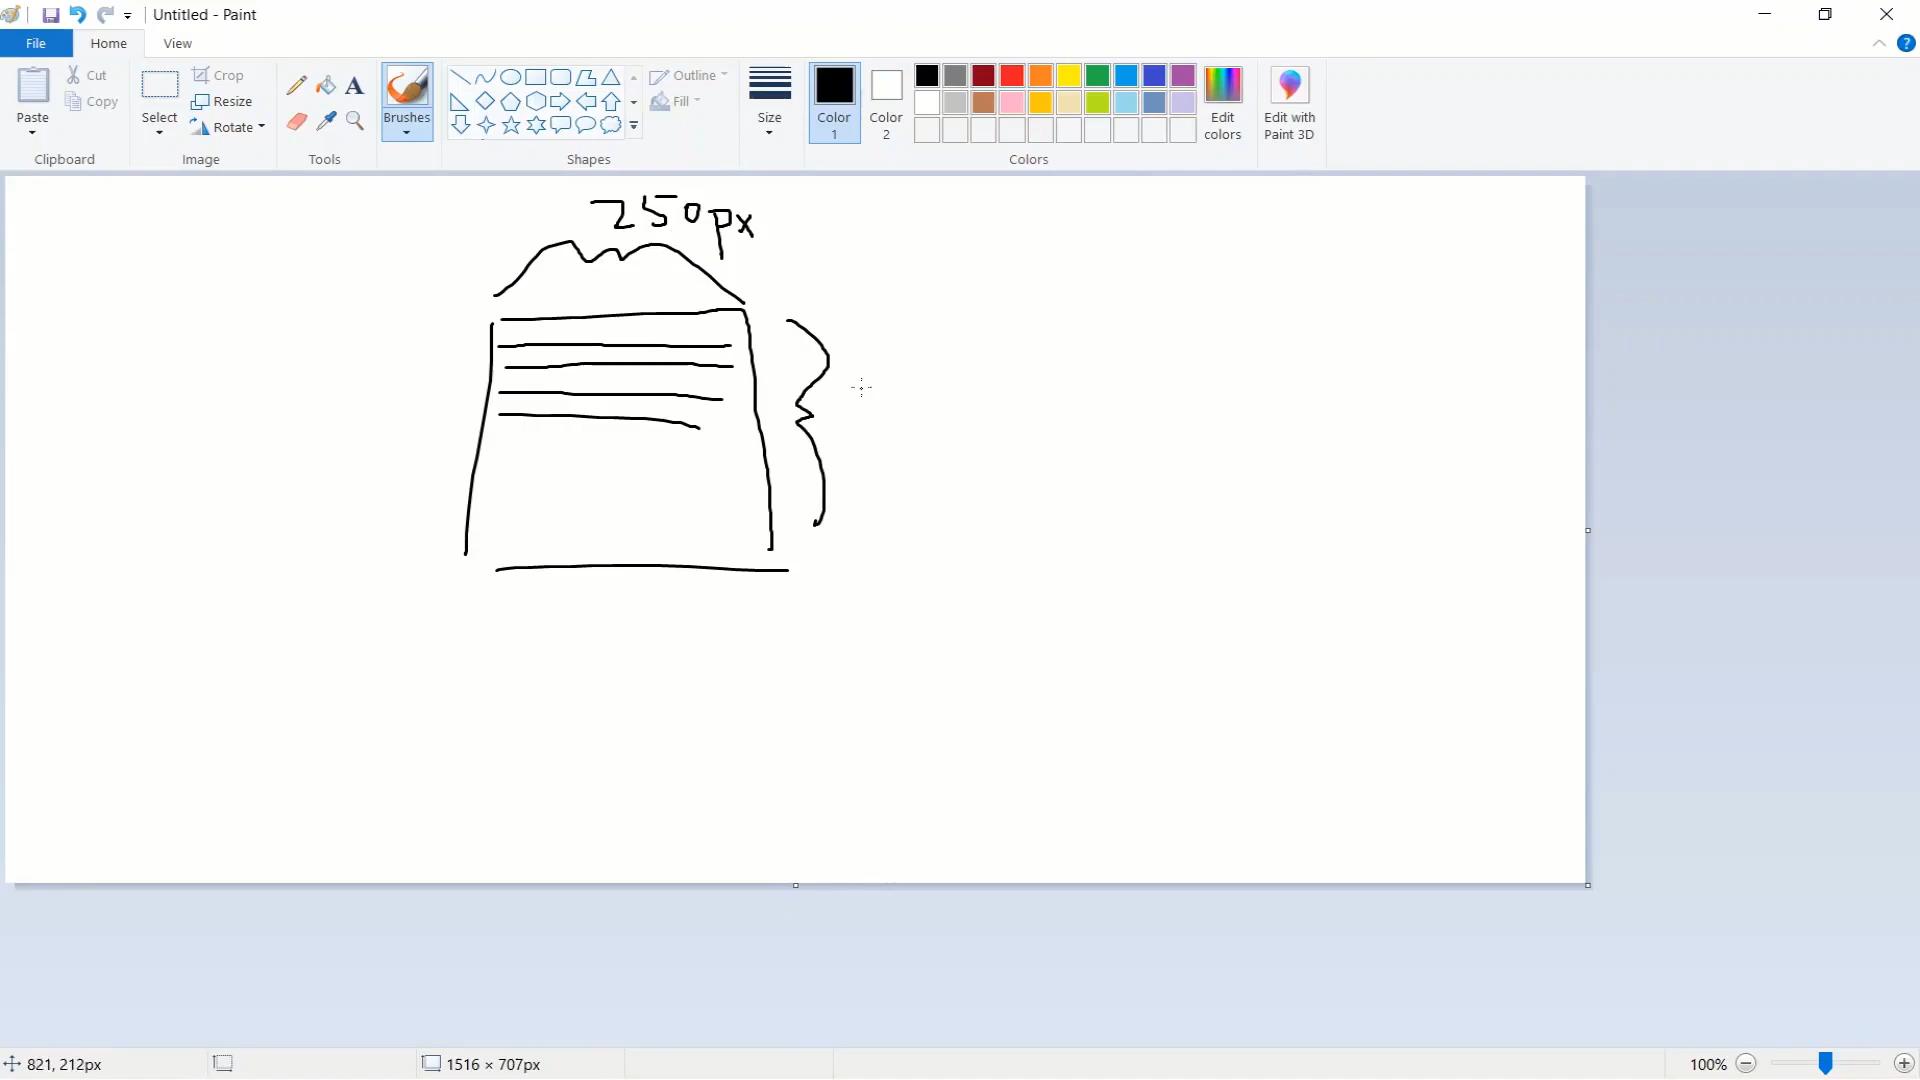 Untitled - Paint
File Home View
Paste
Cut
Copy
Clipboard
Select
Crop
Resize
Rotate
Image
Tools
Brushes
Shapes
Outline
Fill
Size
Color 1
Color 2
Edit colors
Colors
Edit with Paint 3D
250px
821, 212px
1516 × 707px
100%